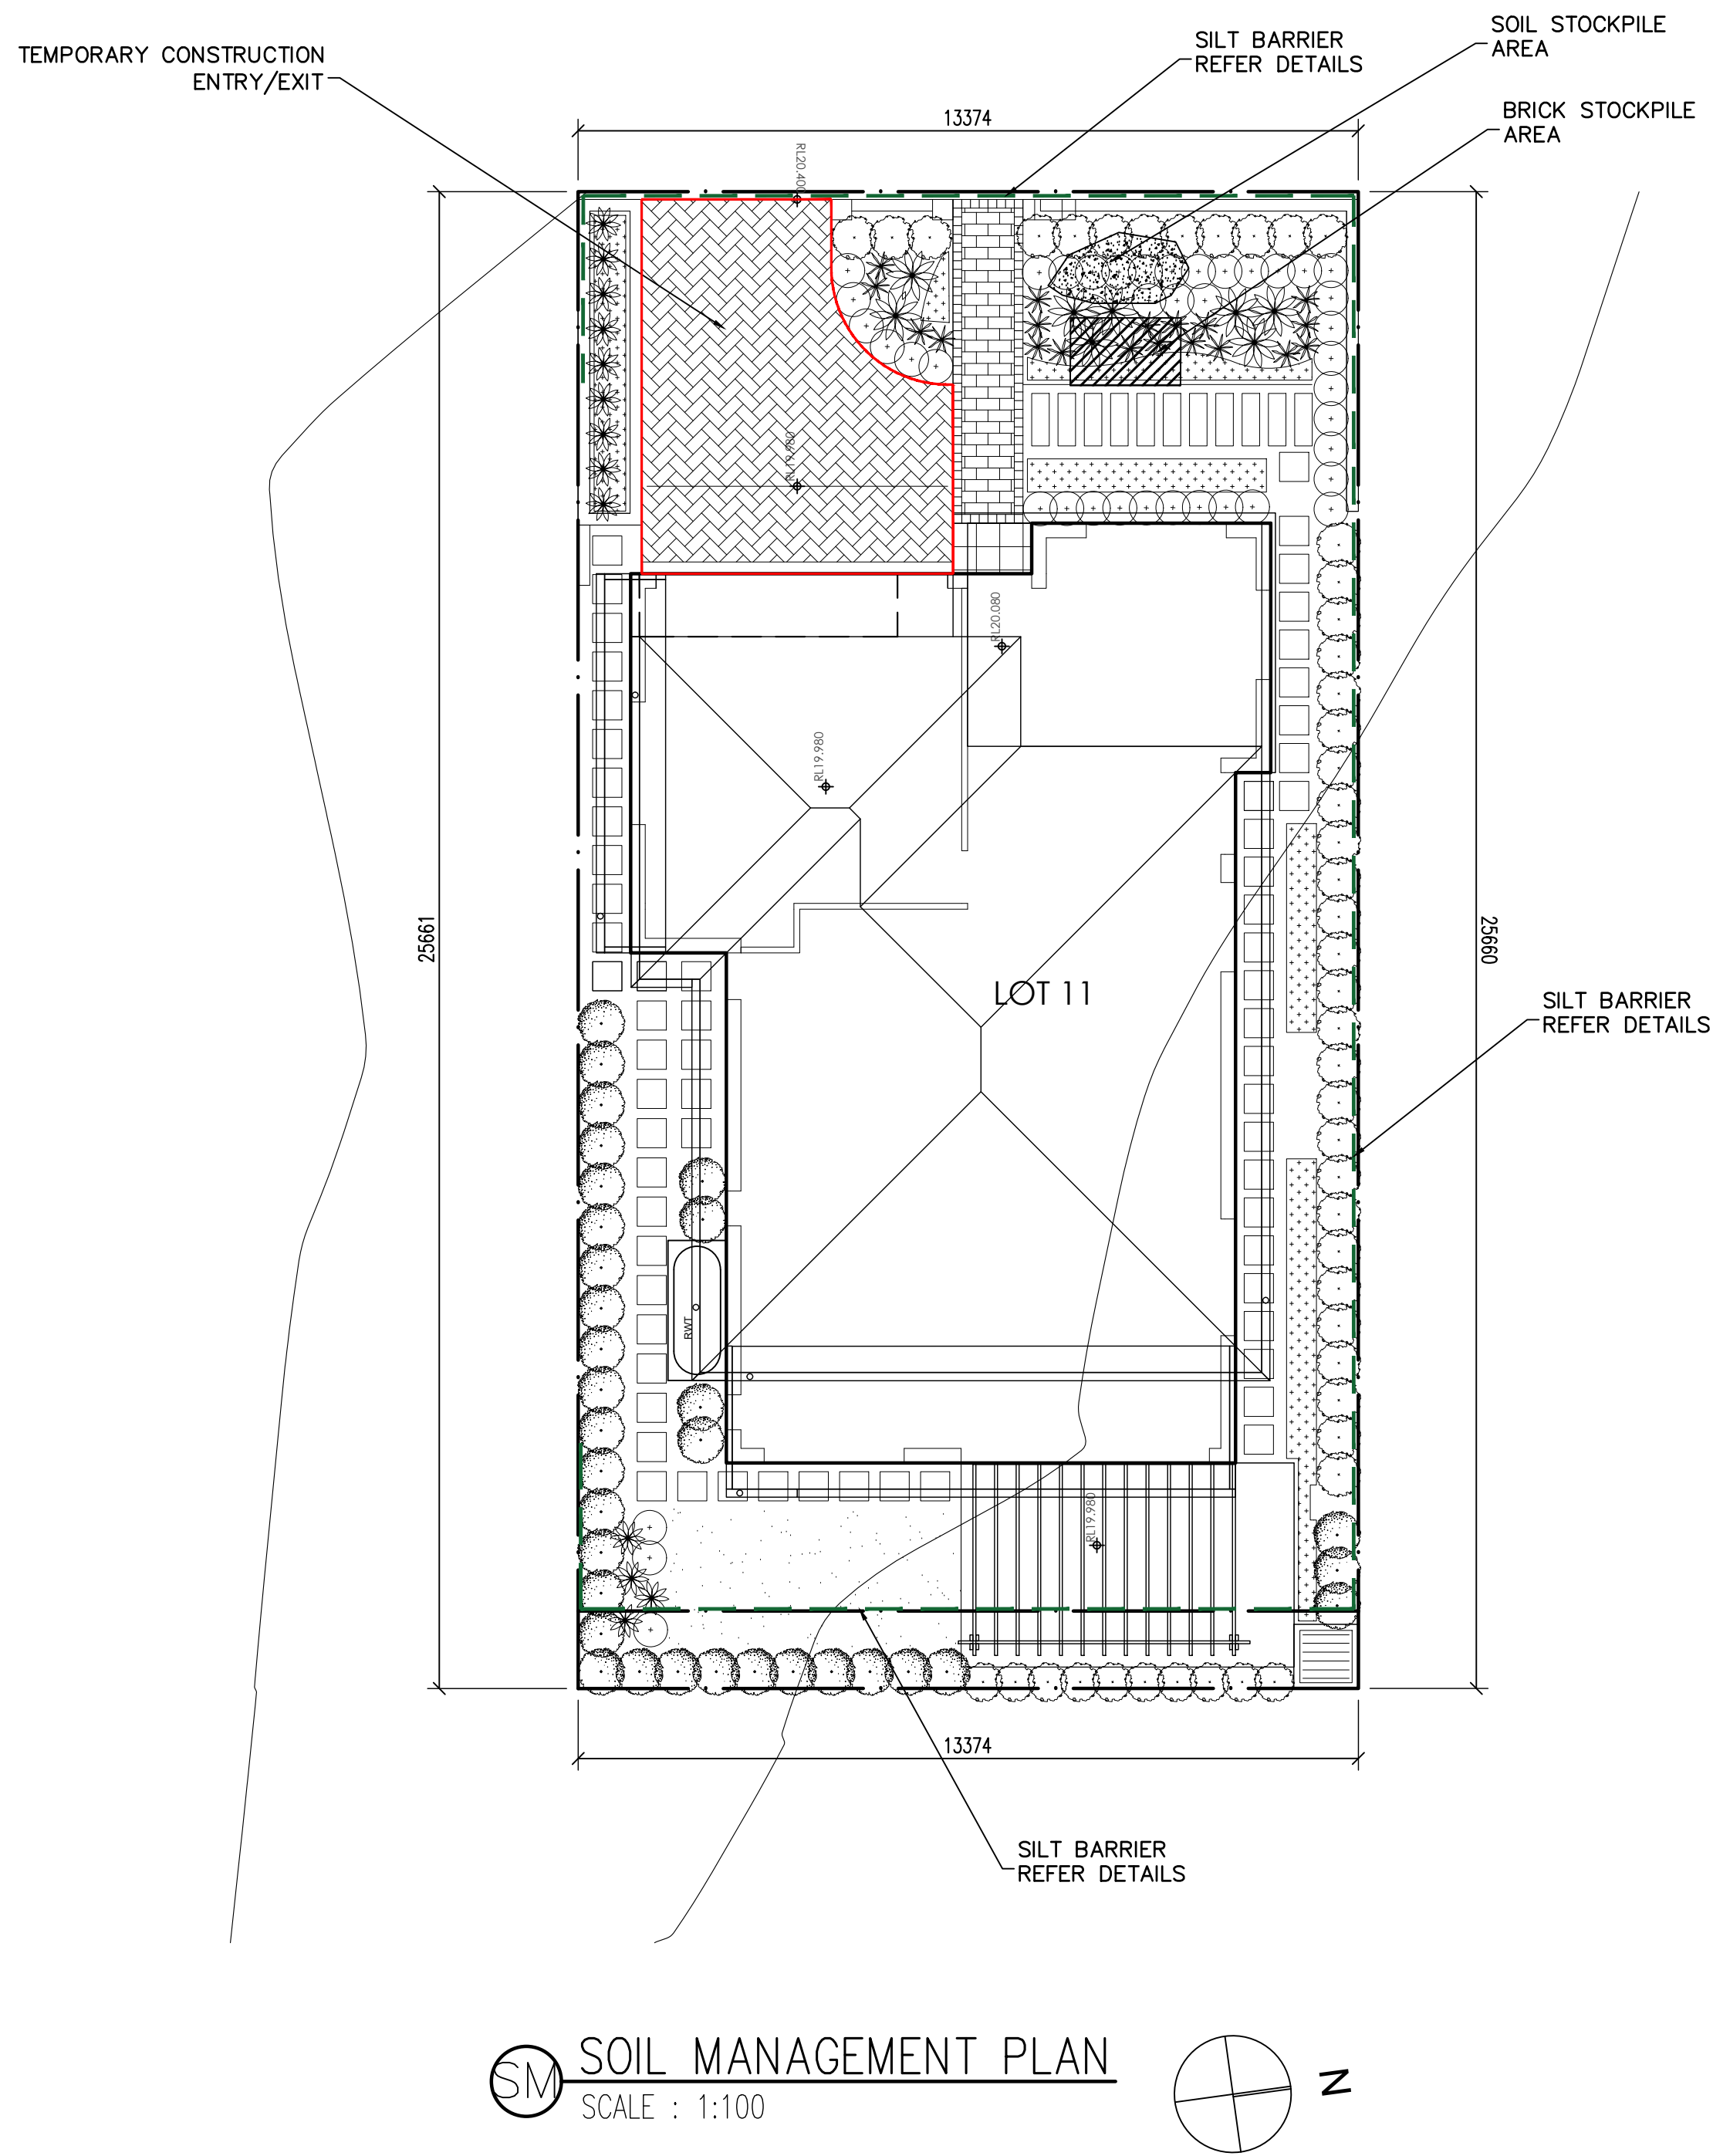 SOIL STOCKPILE
AREA
SILT BARRIER
REFER DETAILS
TEMPORARY CONSTRUCTION
ENTRY/EXIT
BRICK STOCKPILE
AREA
13374
RL20.400
RL19.980
RL20.080
RL19.980
25661
25660
LOT 11
SILT BARRIER
REFER DETAILS
RWT
RL19.980
13374
SILT BARRIER
REFER DETAILS
SM
SOIL MANAGEMENT PLAN
SCALE : 1:100
N